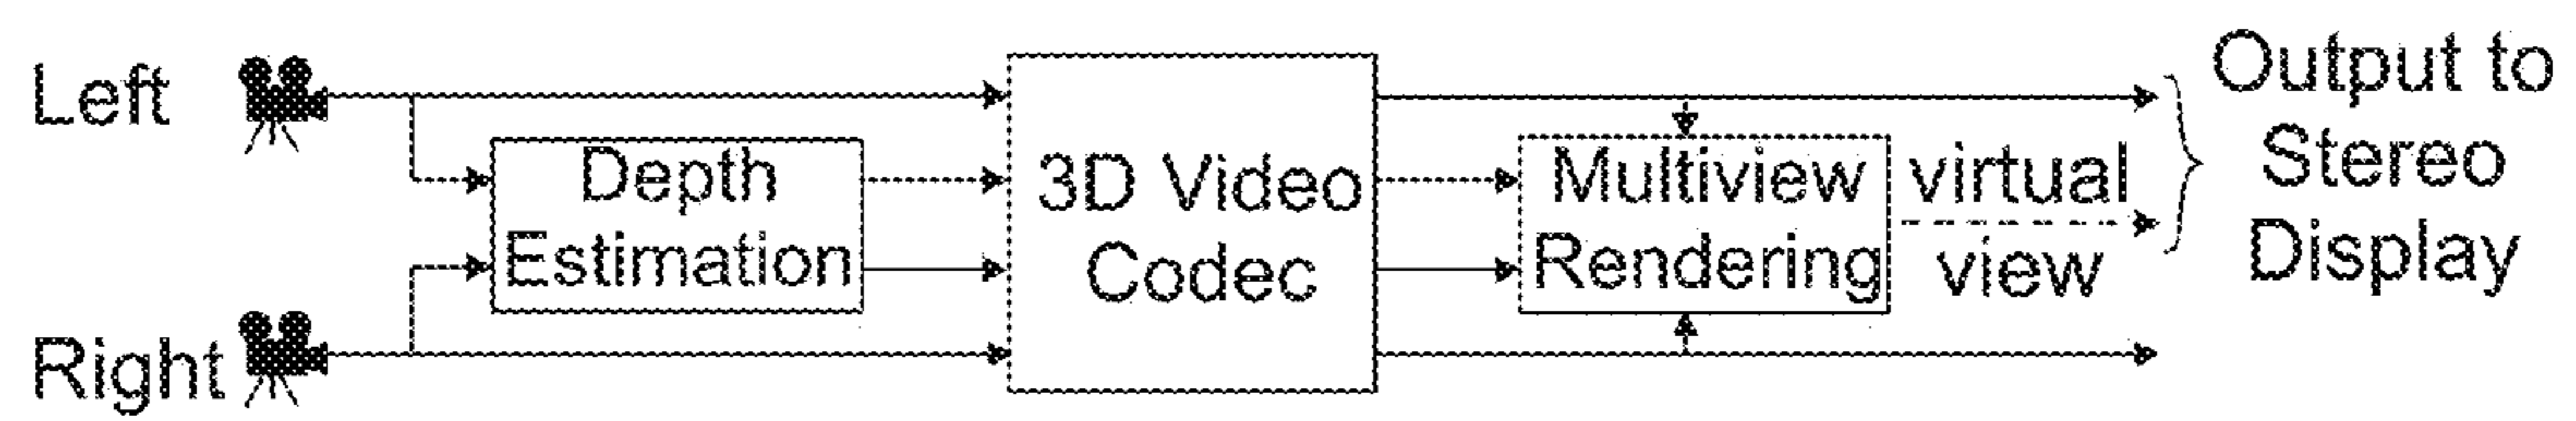 Left
Right
Depth
Estimation
3D Video
Codec
Multiview
Rendering
virtual
view
Output to
Stereo
Display